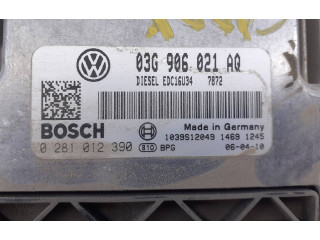 03G 906 021 AQ
DIESEL EDC16U34 7872
BOSCH
Made in Germany
1039S12049 1469 1245
0 281 012 390 810 BPG 06-04-10